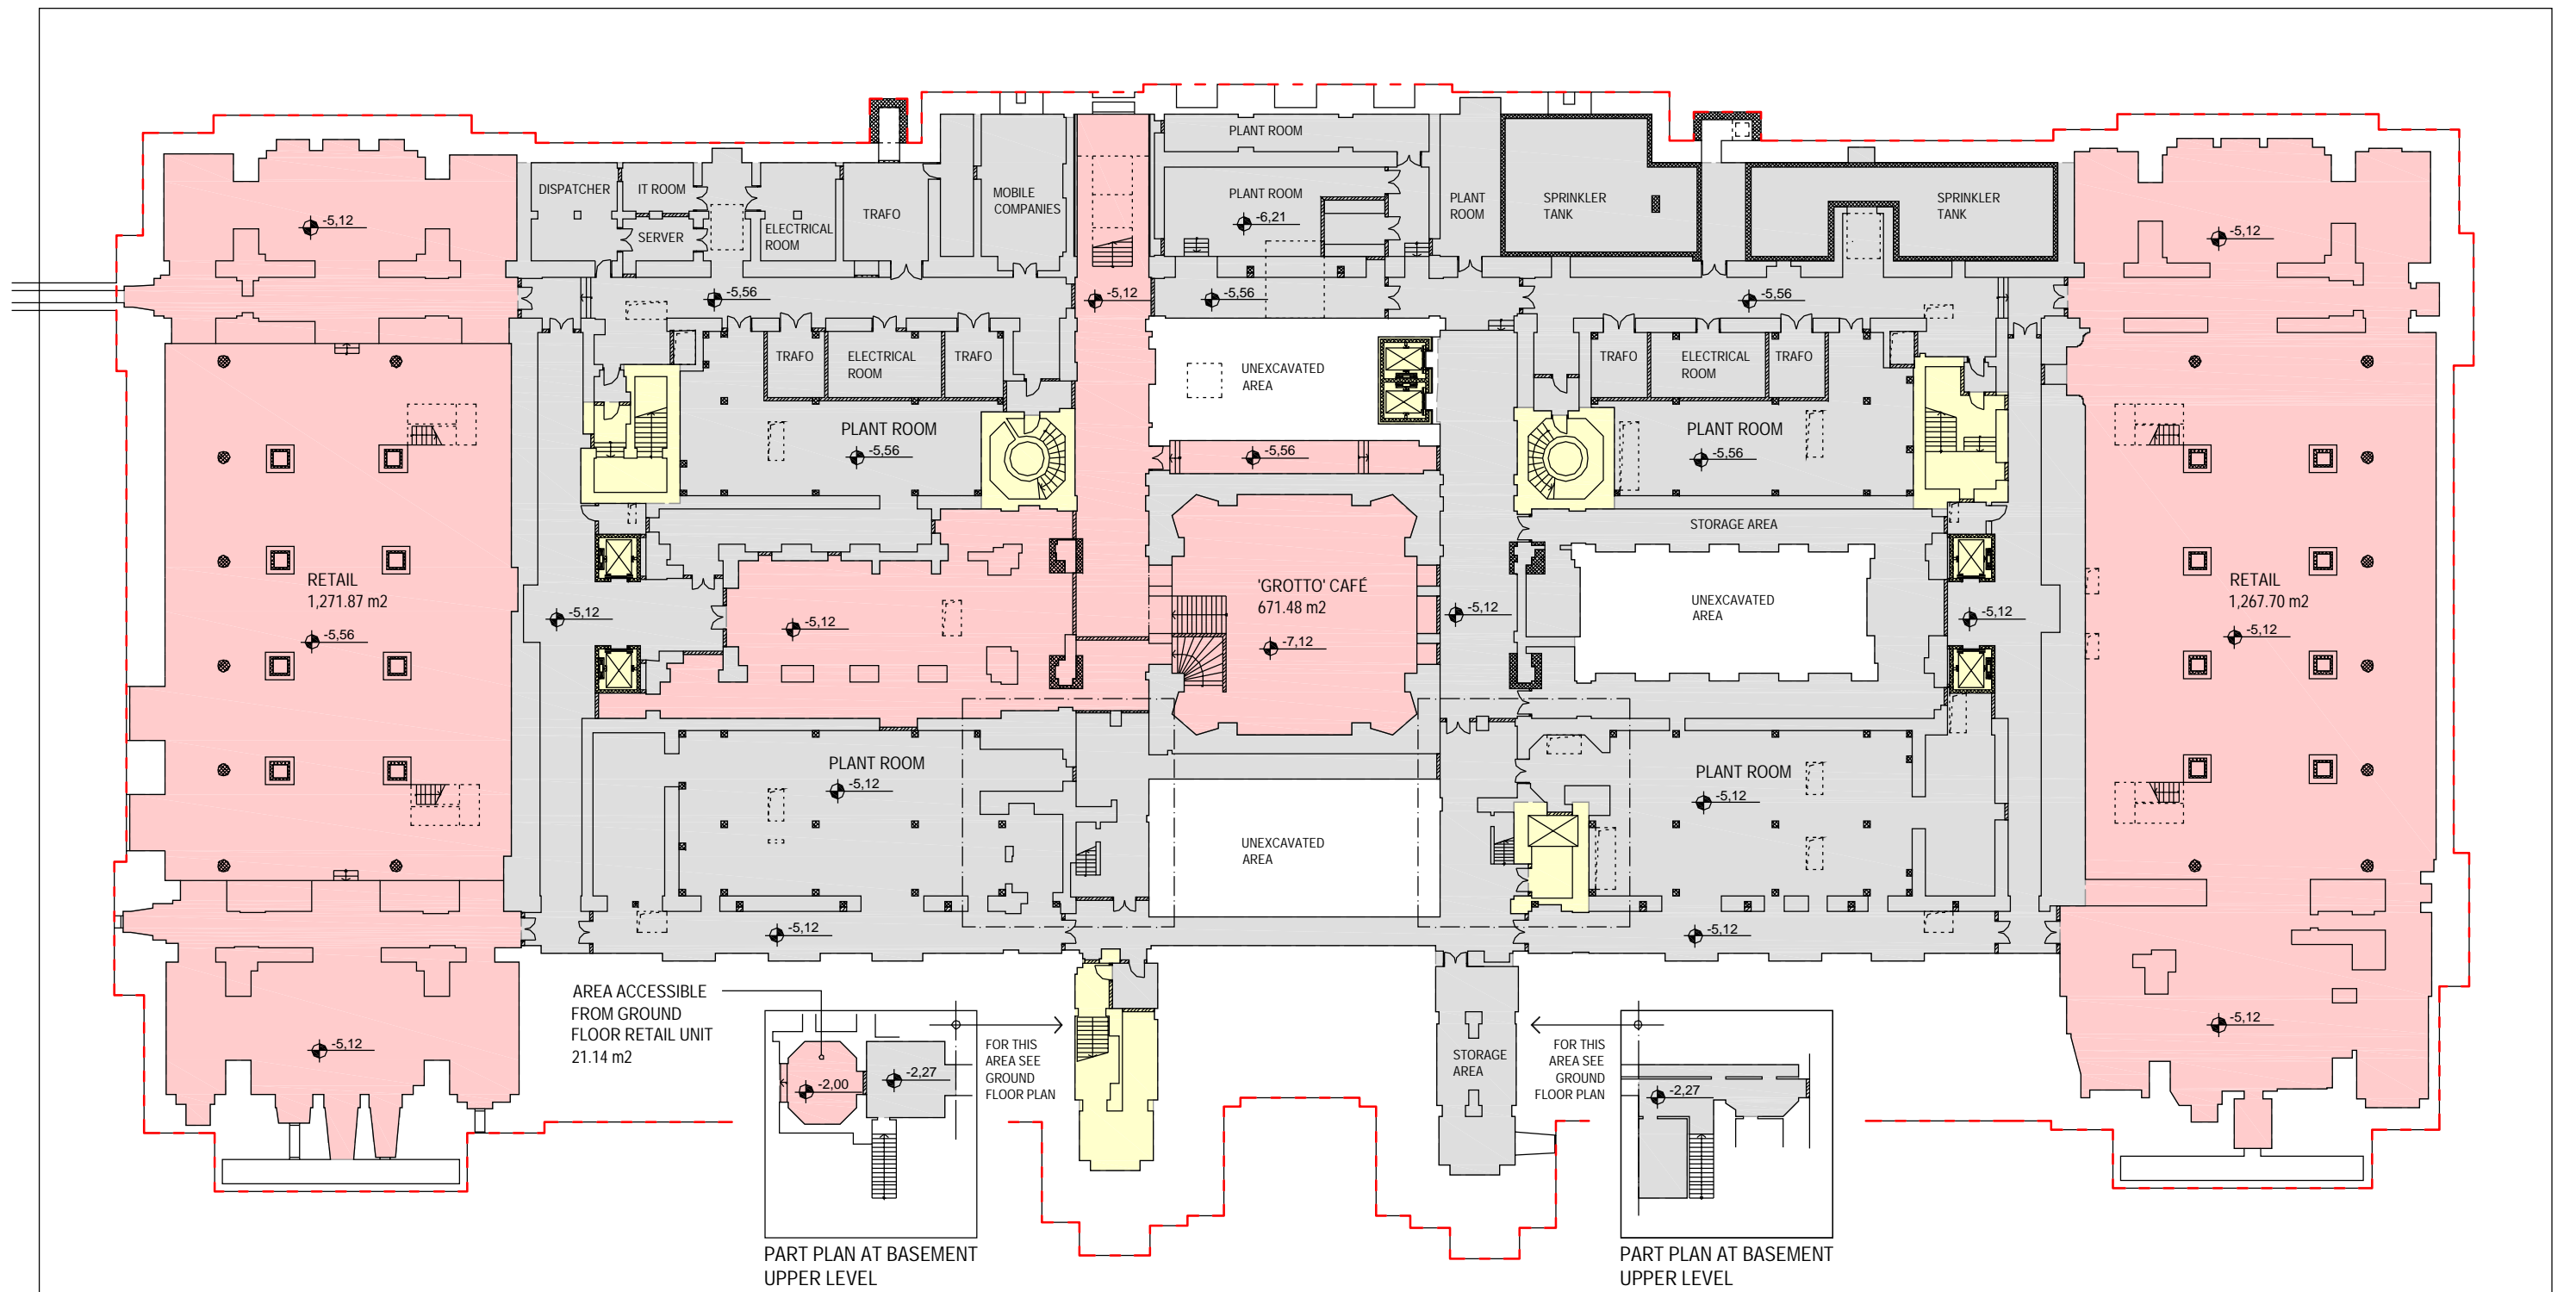 PLANT ROOM
DISPATCHER
IT ROOM
SERVER
ELECTRICAL
ROOM
TRAFO
MOBILE
COMPANIES
PLANT ROOM
-6,21
PLANT
ROOM
SPRINKLER
TANK
SPRINKLER
TANK
-5,12
-5,12
-5,56
-5,12
-5,56
-5,56
TRAFO
ELECTRICAL
ROOM
TRAFO
UNEXCAVATED
AREA
TRAFO
ELECTRICAL
ROOM
TRAFO
PLANT ROOM
-5,56
-5,56
PLANT ROOM
-5,56
STORAGE AREA
RETAIL
1,271.87 m2
-5,56
-5,12
-5,12
'GROTTO' CAFÉ
671.48 m2
-7,12
-5,12
UNEXCAVATED
AREA
-5,12
RETAIL
1,267.70 m2
-5,12
PLANT ROOM
-5,12
UNEXCAVATED
AREA
PLANT ROOM
-5,12
-5,12
-5,12
-5,12
-5,12
AREA ACCESSIBLE
FROM GROUND
FLOOR RETAIL UNIT
21.14 m2
-2,00
-2,27
FOR THIS
AREA SEE
GROUND
FLOOR PLAN
STORAGE
AREA
FOR THIS
AREA SEE
GROUND
FLOOR PLAN
-2,27
PART PLAN AT BASEMENT
UPPER LEVEL
PART PLAN AT BASEMENT
UPPER LEVEL